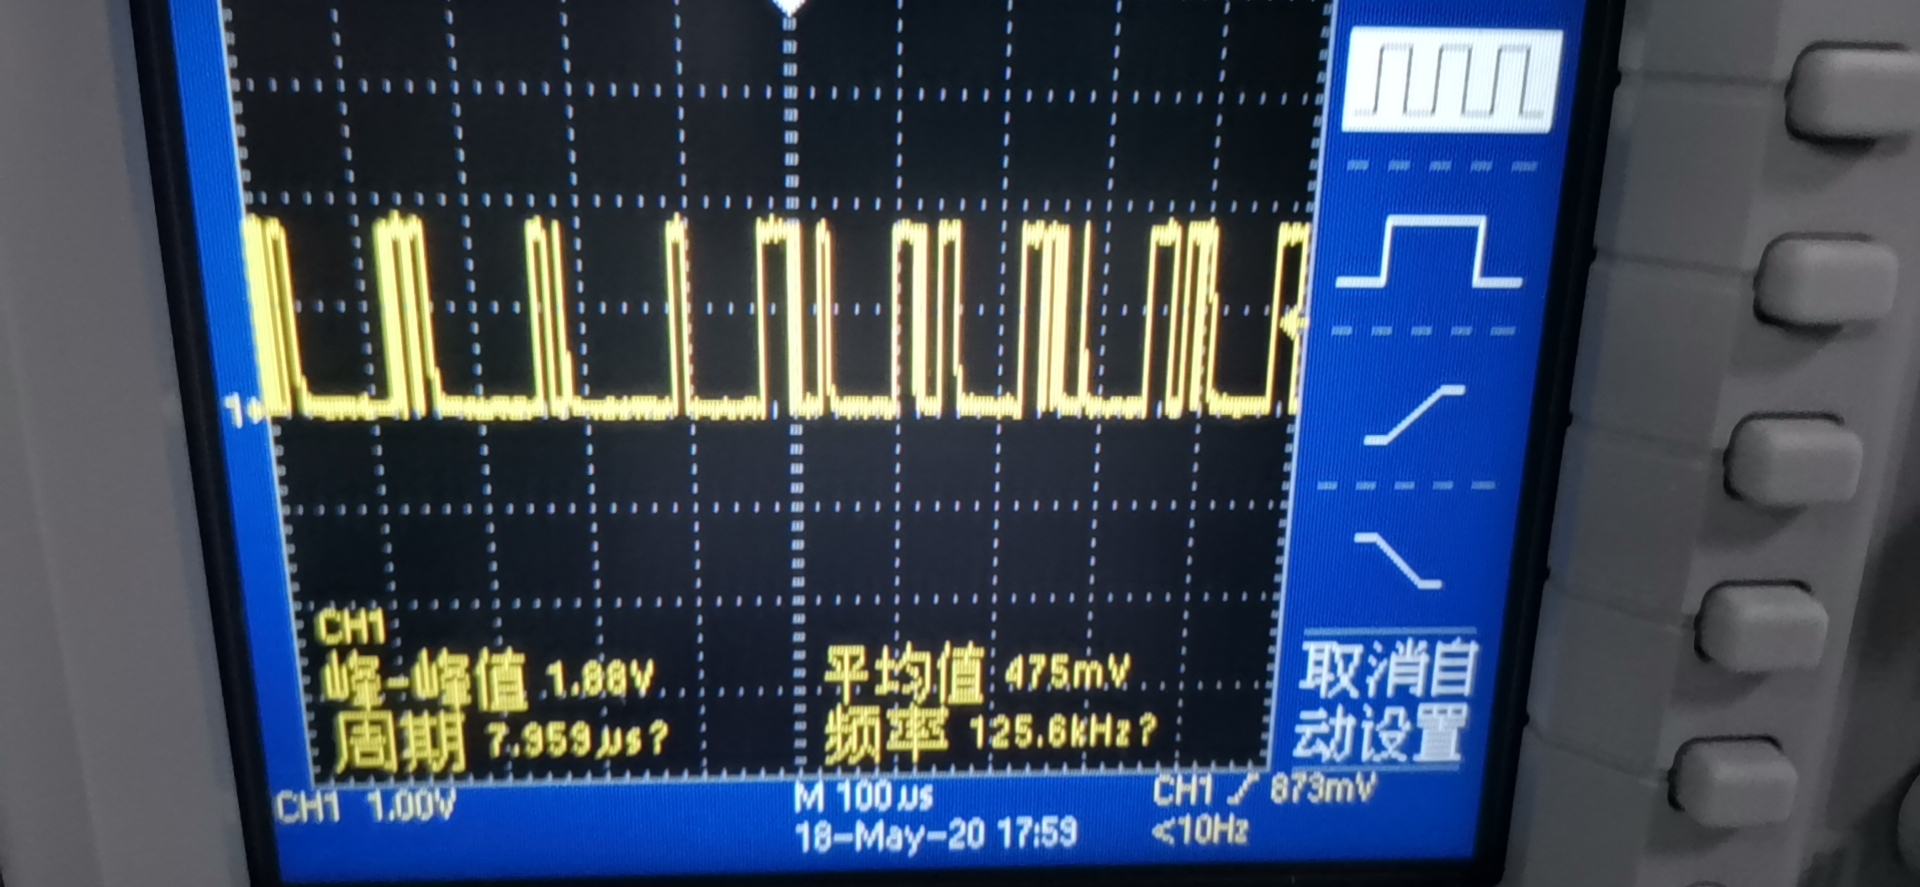 1
CH1
峰-峰值 1.88V
平均值 475mV
周期 7.959µs?
频率 125.6kHz?
取消自
动设置
CH1 1.00V
M 100µs
CH1 873mV
18-May-20 17:59
<10Hz